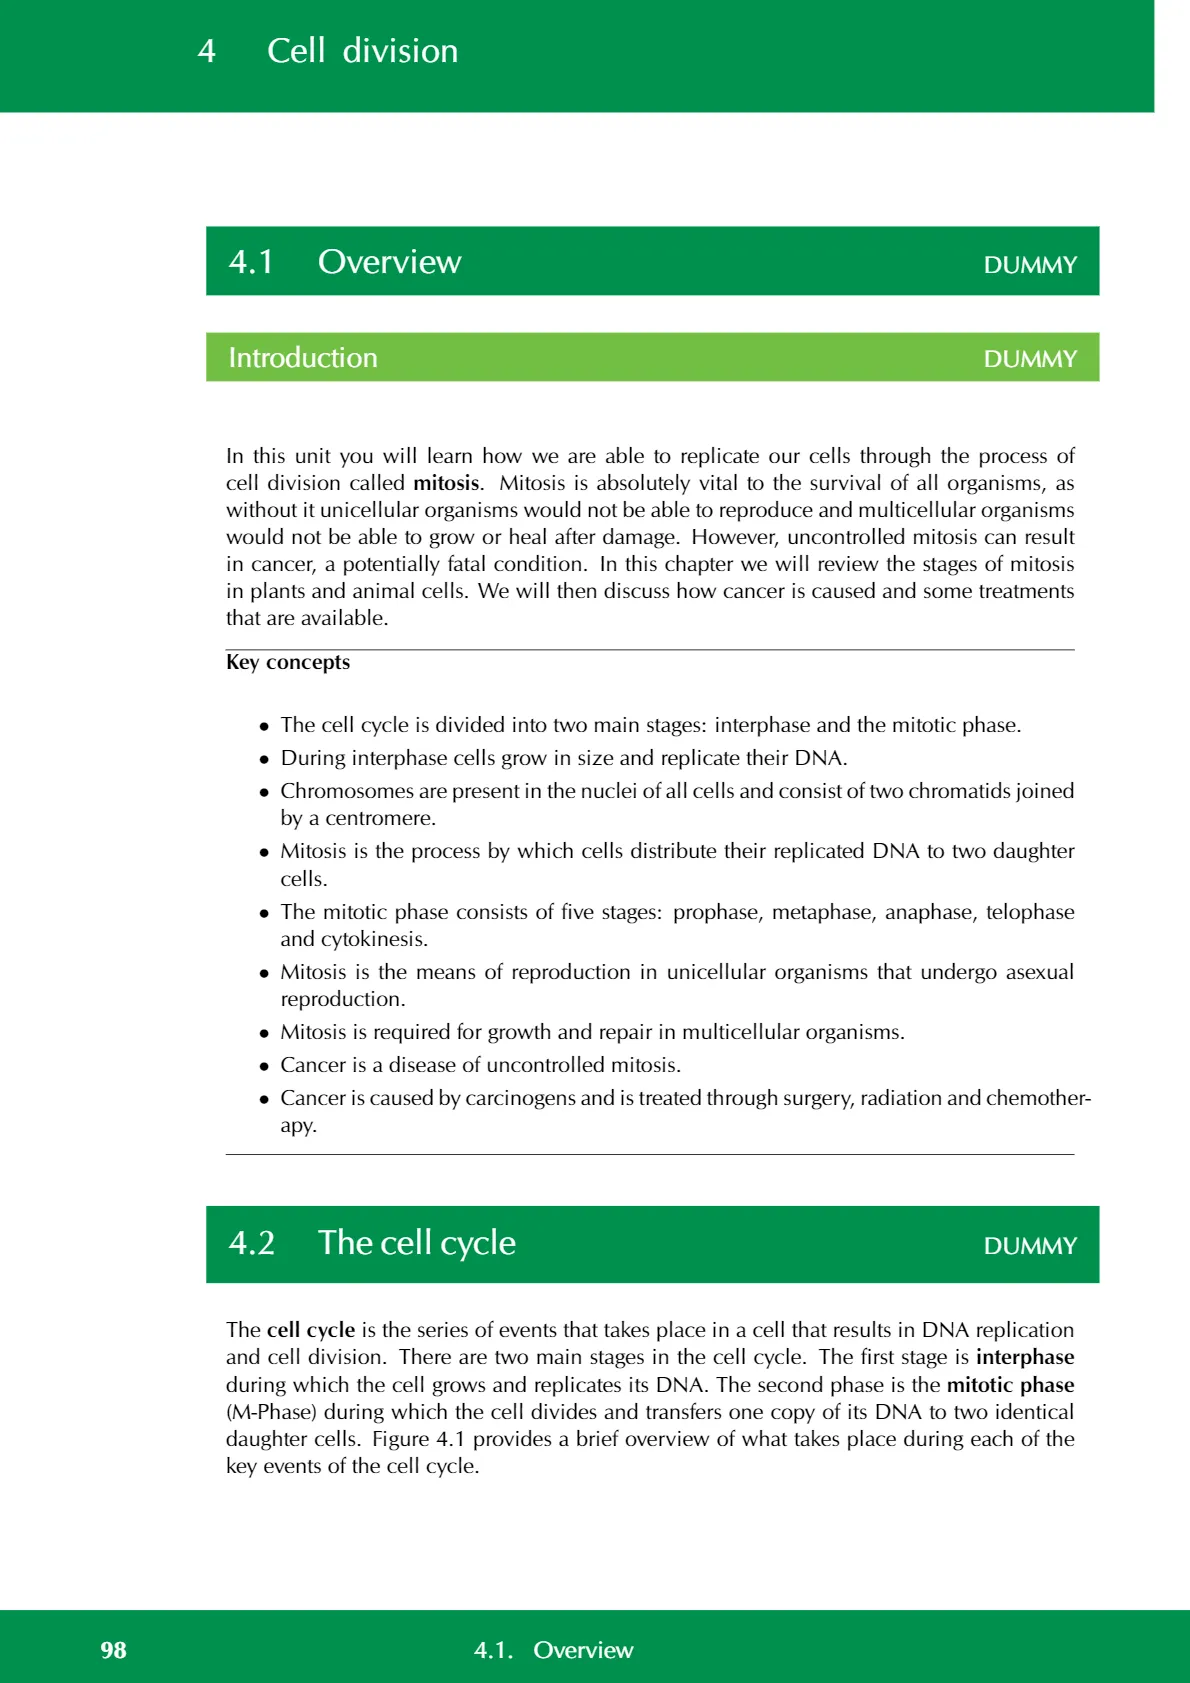 4 Cell division
4.1 Overview DUMMY
Introduction DUMMY
In this unit you will learn how we are able to replicate our cells through the process of
cell division called mitosis. Mitosis is absolutely vital to the survival of all organisms, as
without it unicellular organisms would not be able to reproduce and multicellular organisms
would not be able to grow or heal after damage. However, uncontrolled mitosis can result
in cancer, a potentially fatal condition. In this chapter we will review the stages of mitosis
in plants and animal cells. We will then discuss how cancer is caused and some treatments
that are available.
Key concepts
• The cell cycle is divided into two main stages: interphase and the mitotic phase.
• During interphase cells grow in size and replicate their DNA.
• Chromosomes are present in the nuclei of all cells and consist of two chromatids joined
by a centromere.
• Mitosis is the process by which cells distribute their replicated DNA to two daughter
cells.
• The mitotic phase consists of five stages: prophase, metaphase, anaphase, telophase
and cytokinesis.
• Mitosis is the means of reproduction in unicellular organisms that undergo asexual
reproduction.
• Mitosis is required for growth and repair in multicellular organisms.
• Cancer is a disease of uncontrolled mitosis.
• Cancer is caused by carcinogens and is treated through surgery, radiation and chemother-
apy.
4.2 The cell cycle DUMMY
The cell cycle is the series of events that takes place in a cell that results in DNA replication
and cell division. There are two main stages in the cell cycle. The first stage is interphase
during which the cell grows and replicates its DNA. The second phase is the mitotic phase
(M-Phase) during which the cell divides and transfers one copy of its DNA to two identical
daughter cells. Figure 4.1 provides a brief overview of what takes place during each of the
key events of the cell cycle.
98 4.1. Overview